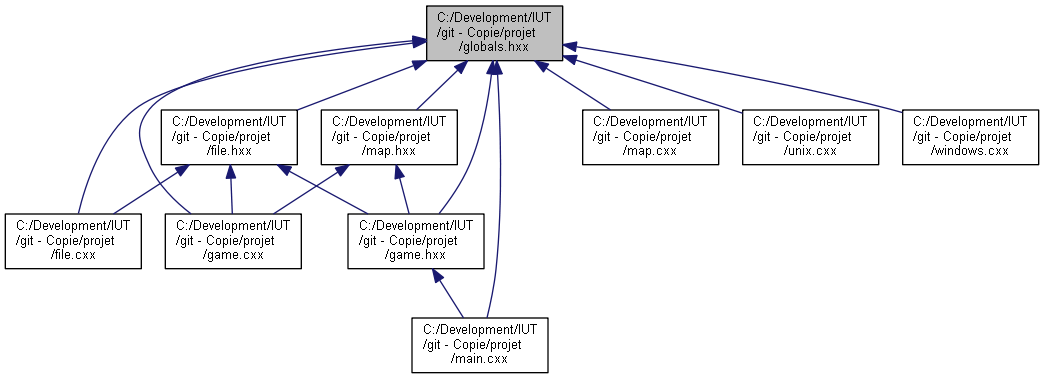 C:/Development/IUT
/git - Copie/projet
/globals.hxx
C:/Development/IUT
/git - Copie/projet
/file.hxx
C:/Development/IUT
/git - Copie/projet
/map.hxx
C:/Development/IUT
/git - Copie/projet
/map.cxx
C:/Development/IUT
/git - Copie/projet
/unix.cxx
C:/Development/IUT
/git - Copie/projet
/windows.cxx
C:/Development/IUT
/git - Copie/projet
/file.cxx
C:/Development/IUT
/git - Copie/projet
/game.cxx
C:/Development/IUT
/git - Copie/projet
/game.hxx
C:/Development/IUT
/git - Copie/projet
/main.cxx